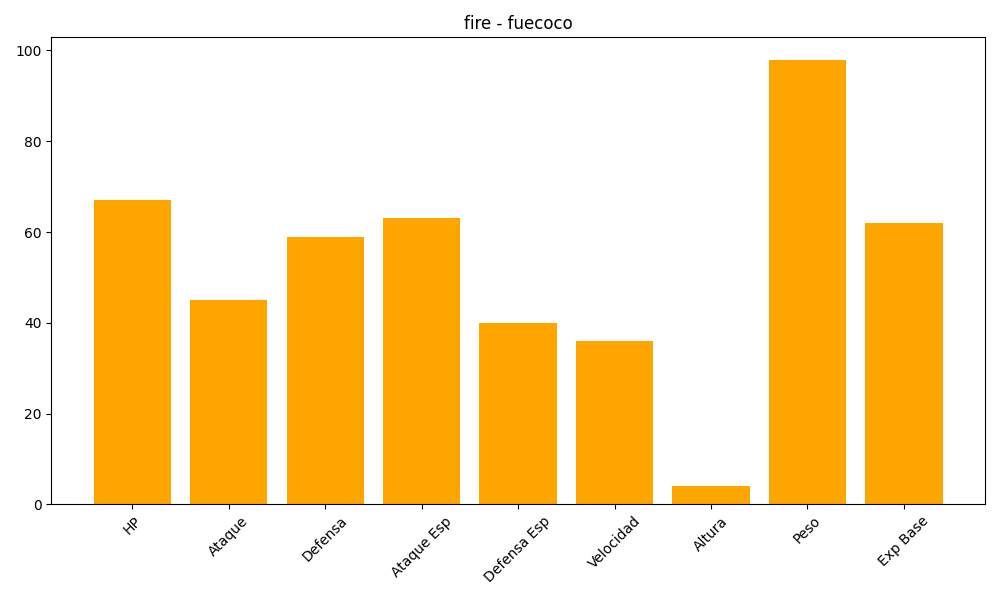 fire - fuecoco
100
80
60
40
20
0
HP
Ataque
Defensa
Ataque Esp
Defensa Esp
Velocidad
Altura
Peso
Exp Base